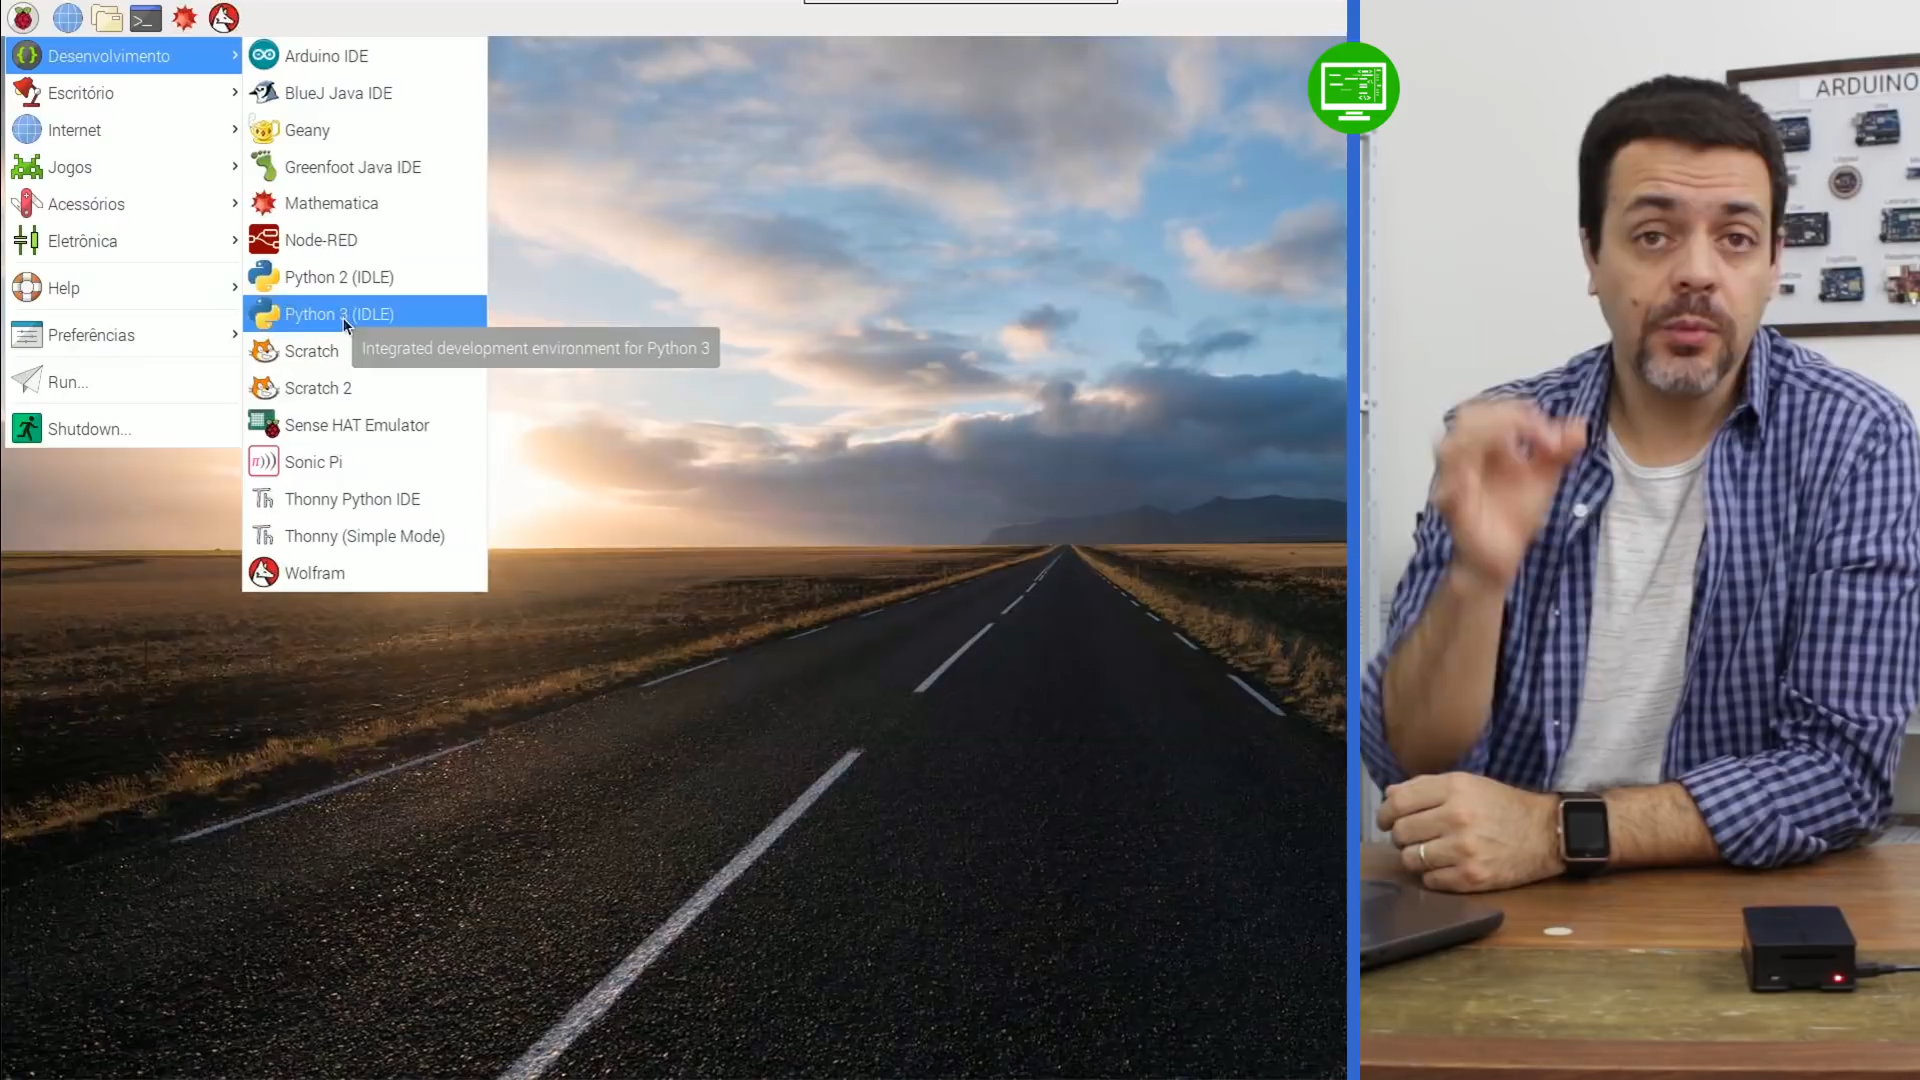 Desenvolvimento
Escritório
Internet
Jogos
Acessórios
Eletrônica
Help
Preferências
Run...
Shutdown...
Arduino IDE
BlueJ Java IDE
Geany
Greenfoot Java IDE
Mathematica
Node-RED
Python 2 (IDLE)
Python 3 (IDLE)
Integrated development environment for Python 3
Scratch
Scratch 2
Sense HAT Emulator
Sonic Pi
Thonny Python IDE
Thonny (Simple Mode)
Wolfram
ARDUINO